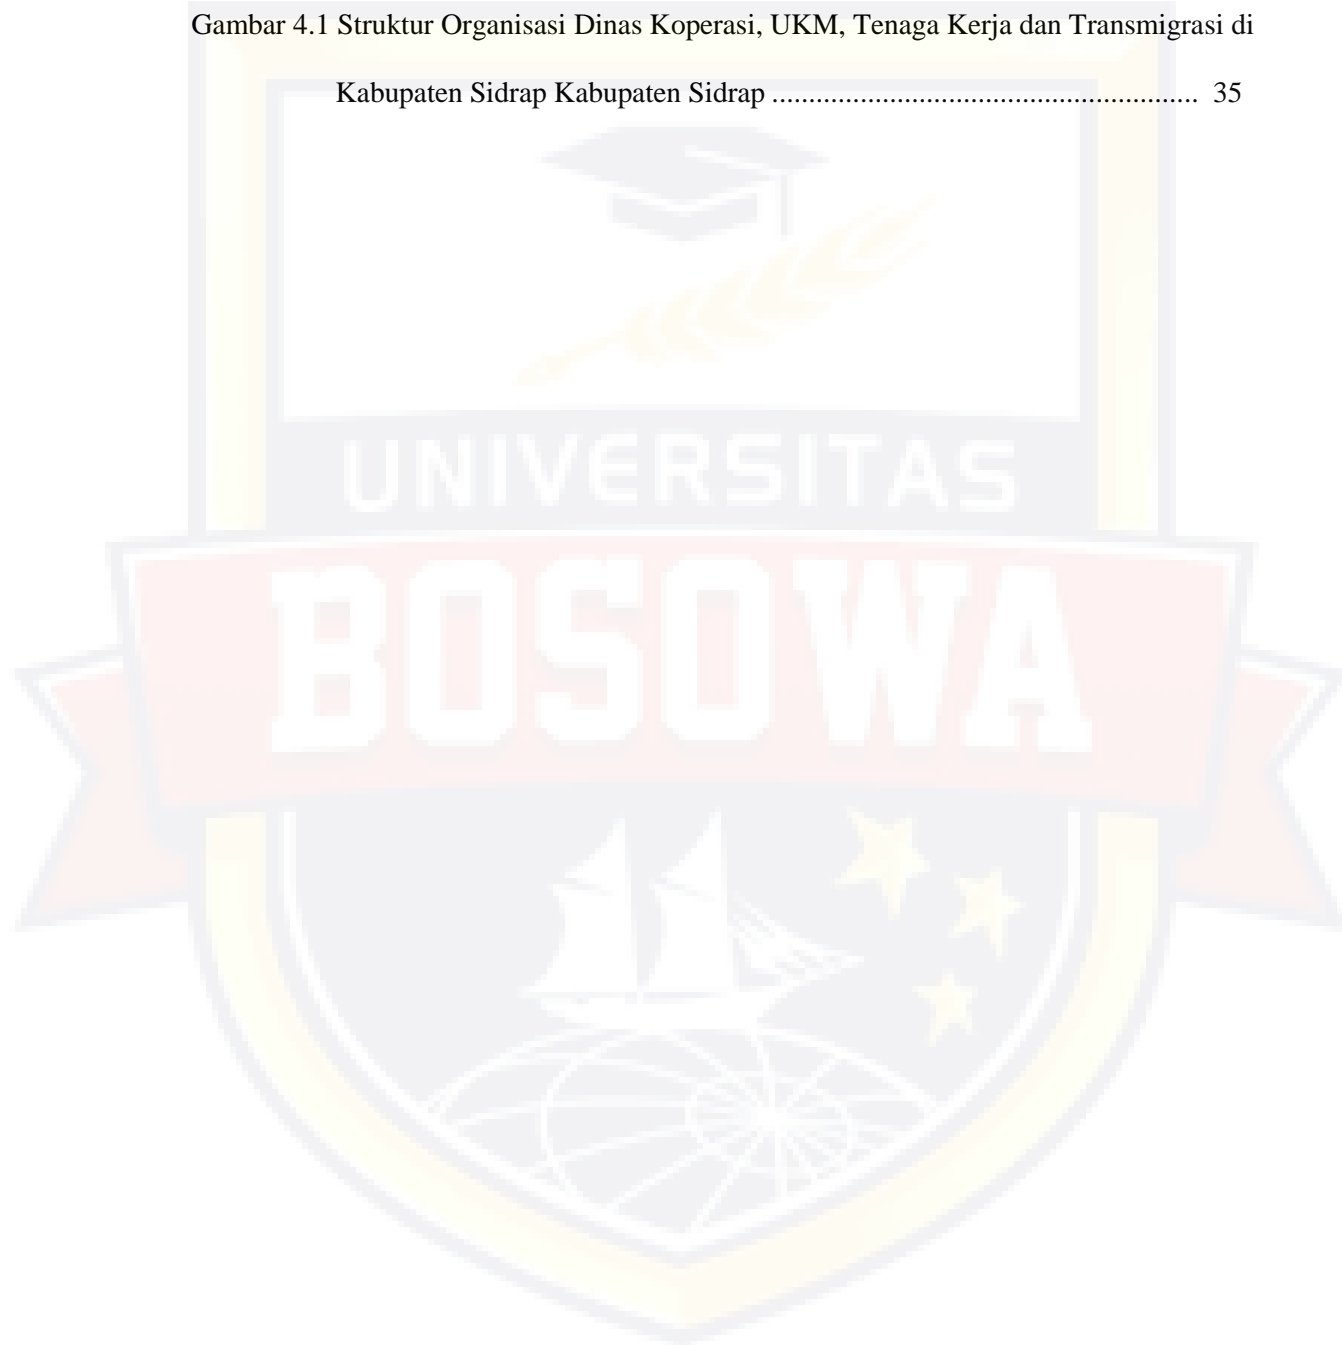 Gambar 4.1 Struktur Organisasi Dinas Koperasi, UKM, Tenaga Kerja dan Transmigrasi di
Kabupaten Sidrap Kabupaten Sidrap .......................................................... 35
UNIVERSITAS
BOSOWA